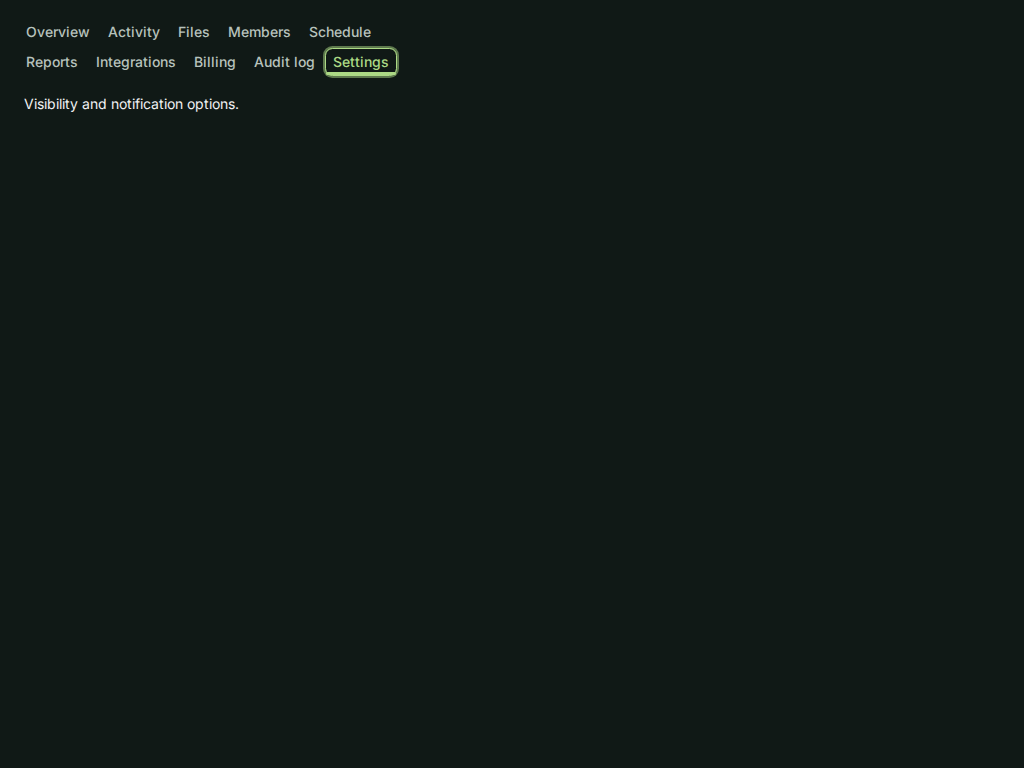 Overview Activity Files Members Schedule
Reports Integrations Billing Audit log Settings
Visibility and notification options.